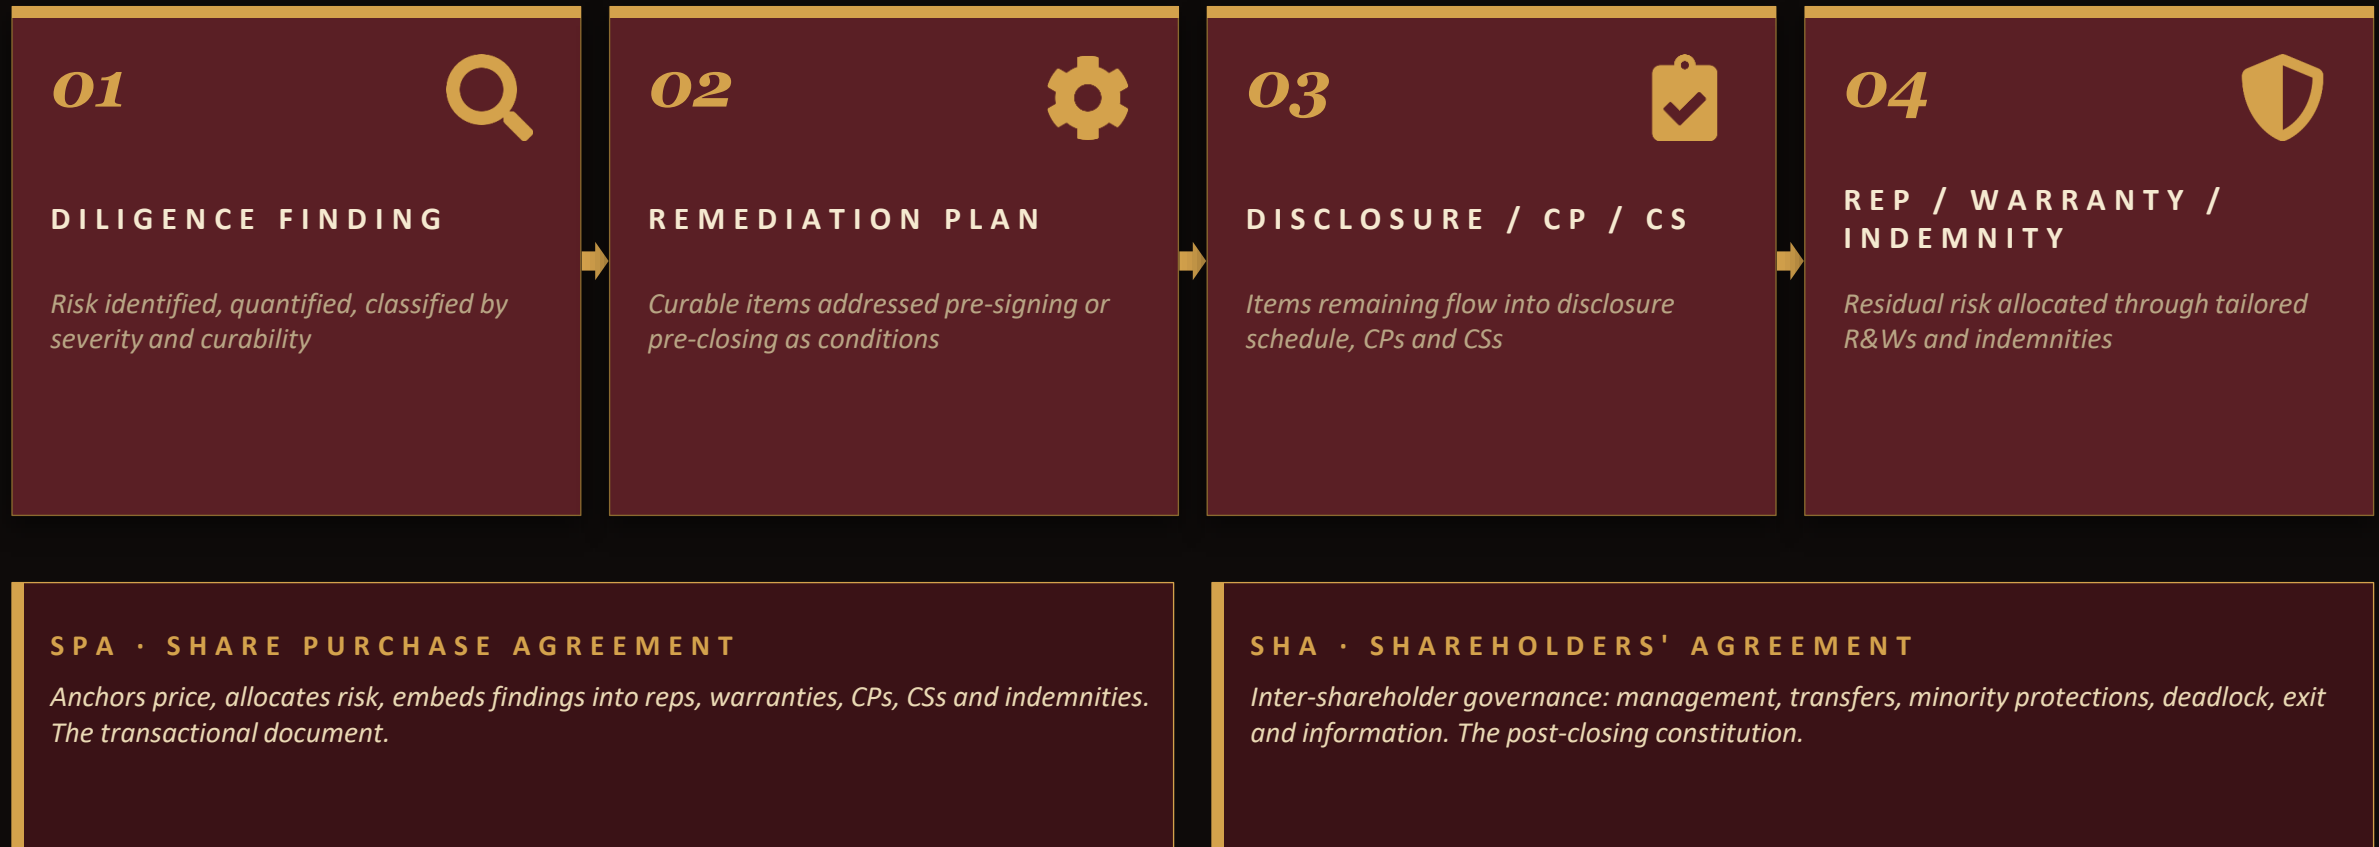 01
DILIGENCE FINDING
Risk identified, quantified, classified by
severity and curability
02
REMEDIATION PLAN
Curable items addressed pre-signing or
pre-closing as conditions
03
DISCLOSURE / CP / CS
Items remaining flow into disclosure
schedule, CPs and CSs
04
REP / WARRANTY /
INDEMNITY
Residual risk allocated through tailored
R&Ws and indemnities
SPA · SHARE PURCHASE AGREEMENT
Anchors price, allocates risk, embeds findings into reps, warranties, CPs, CSs and indemnities.
The transactional document.
SHA · SHAREHOLDERS' AGREEMENT
Inter-shareholder governance: management, transfers, minority protections, deadlock, exit
and information. The post-closing constitution.